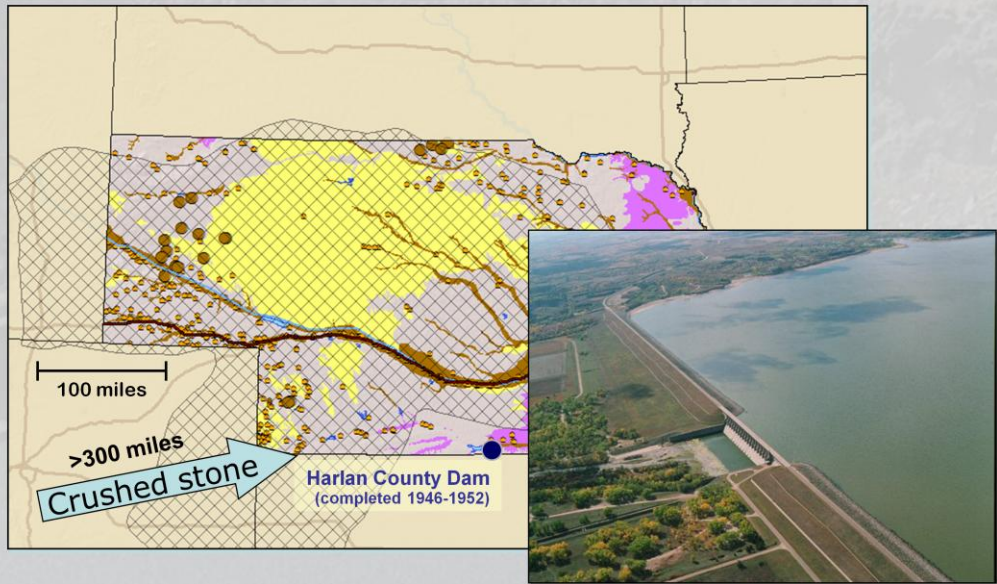 100 miles
>300 miles
Crushed stone
Harlan County Dam
(completed 1946-1952)